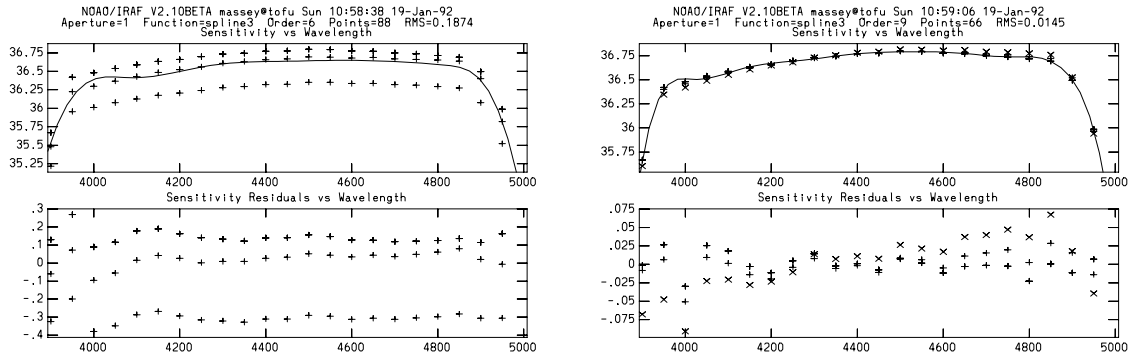 NOAO/IRAF V2.10BETA massey@tofu Sun 10:58:38 19-Jan-92
Aperture=1 Function=spline3 Order=6 Points=88 RMS=0.1874
Sensitivity vs Wavelength
36.75
36.5
36.25
36
35.75
35.5
35.25
4000 4200 4400 4600 4800 5000
Sensitivity Residuals vs Wavelength
.3
.2
.1
0
-.1
-.2
-.3
-.4
4000 4200 4400 4600 4800 5000
NOAO/IRAF V2.10BETA massey@tofu Sun 10:59:06 19-Jan-92
Aperture=1 Function=spline3 Order=9 Points=66 RMS=0.0145
Sensitivity vs Wavelength
36.75
36.5
36.25
36
35.75
4000 4200 4400 4600 4800 5000
Sensitivity Residuals vs Wavelength
.075
.05
.025
0
-.025
-.05
-.075
4000 4200 4400 4600 4800 5000